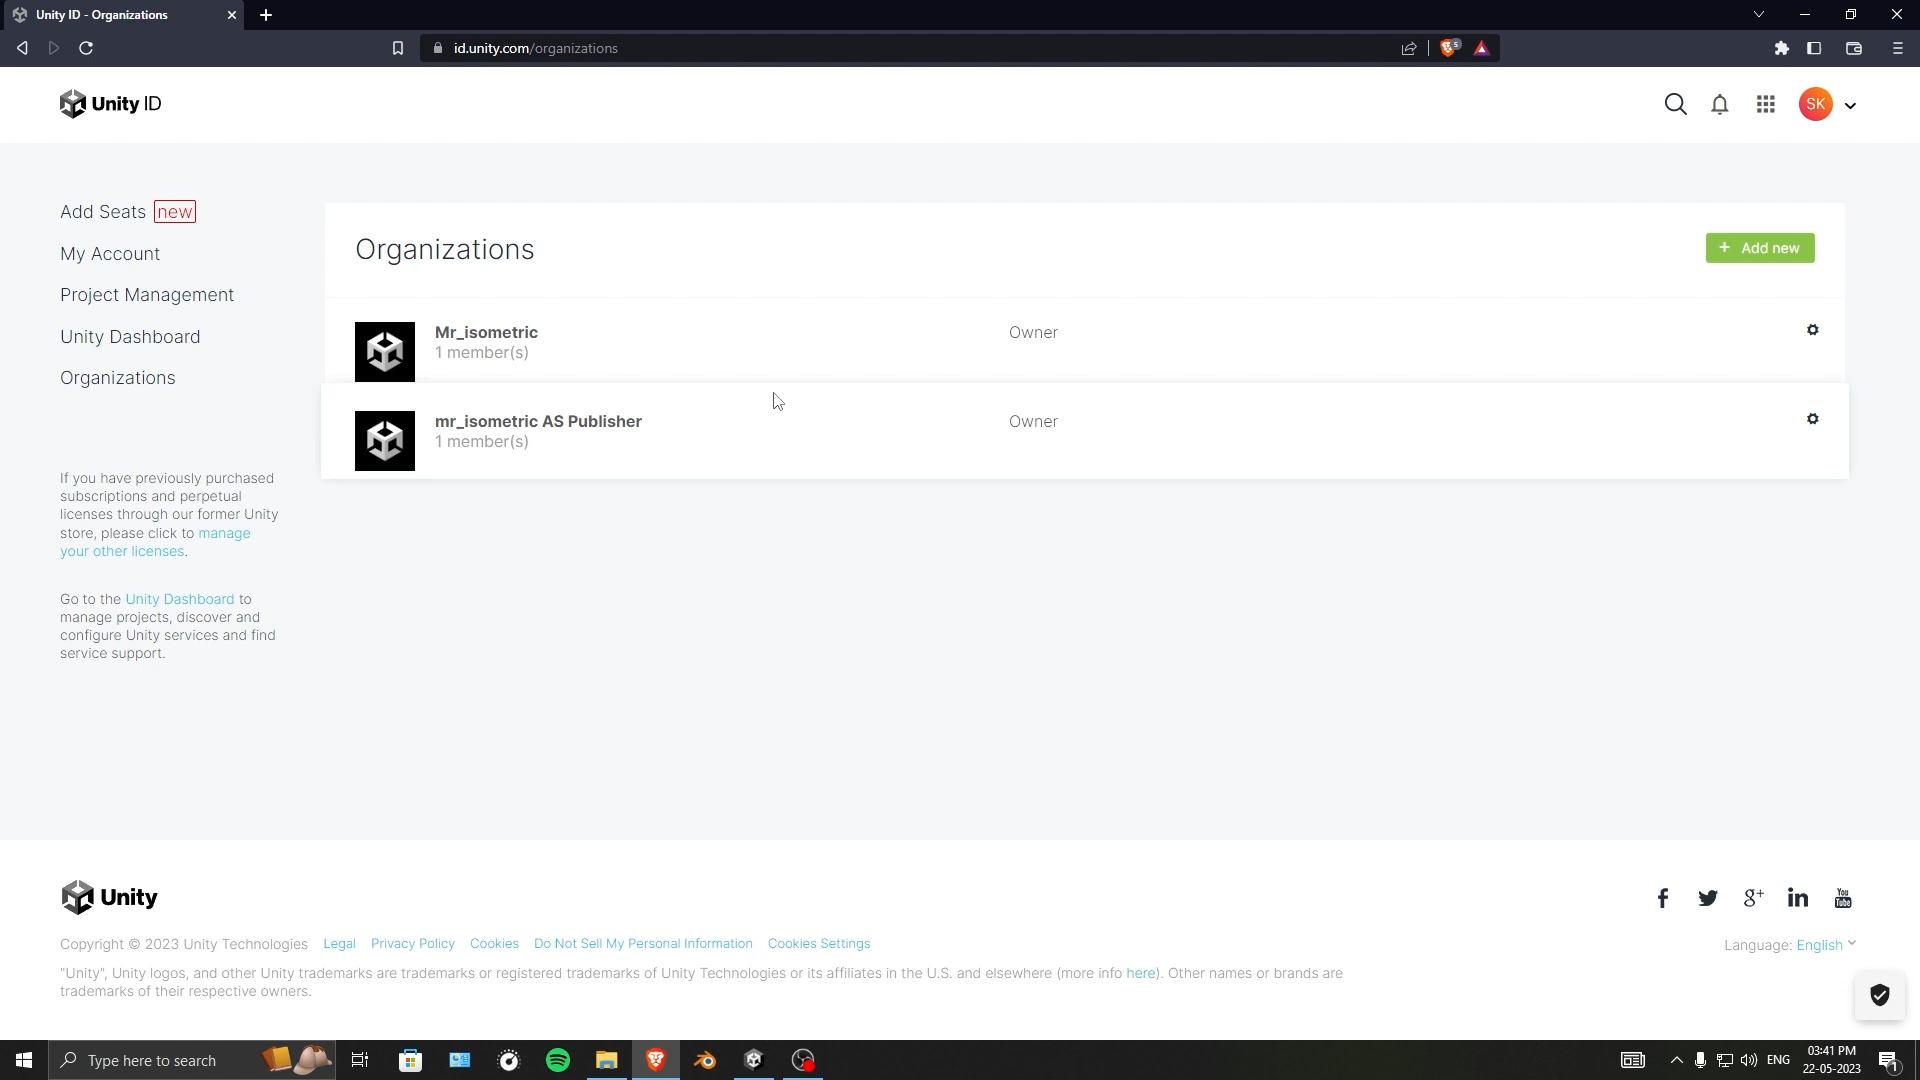 Unity ID - Organizations
id.unity.com/organizations
Unity ID
SK
Add Seats new
My Account
Project Management
Unity Dashboard
Organizations
If you have previously purchased
subscriptions and perpetual
licenses through our former Unity
store, please click to manage
your other licenses.
Go to the Unity Dashboard to
manage projects, discover and
configure Unity services and find
service support.
Organizations
+ Add new
Mr_isometric
1 member(s)
Owner
mr_isometric AS Publisher
1 member(s)
Owner
Unity
f
g+
in
You
Tube
Copyright © 2023 Unity Technologies Legal Privacy Policy Cookies Do Not Sell My Personal Information Cookies Settings
Language: English
"Unity", Unity logos, and other Unity trademarks are trademarks or registered trademarks of Unity Technologies or its affiliates in the U.S. and elsewhere (more info here). Other names or brands are
trademarks of their respective owners.
Type here to search
ENG
03:41 PM
22-05-2023
1